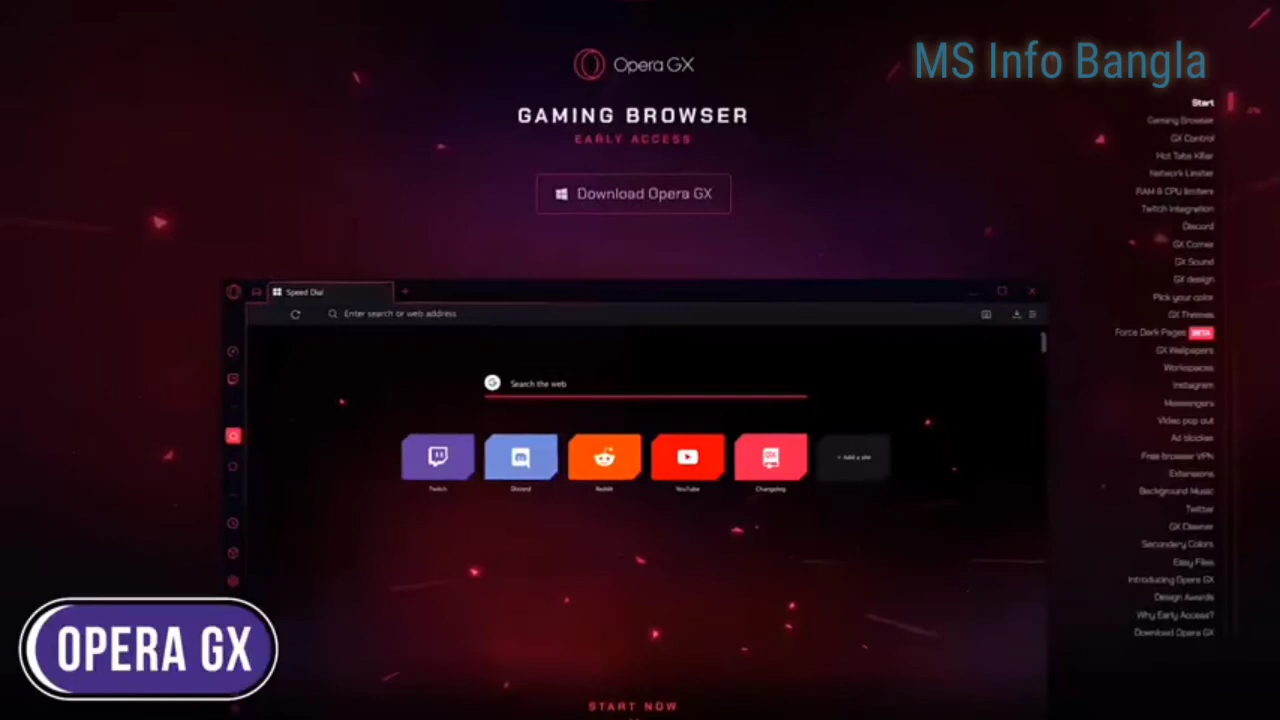 Opera GX
MS Info Bangla
GAMING BROWSER
EARLY ACCESS
Download Opera GX
Start
Gaming Browser
GX Control
Hot Tabs Killer
Network Limiter
RAM & CPU limiters
Twitch Integration
Discord
GX Corner
GX Sound
GX design
Pick your color
GX Themes
Force Dark Pages BETA
GX Wallpapers
Workspaces
Instagram
Messengers
Video pop out
Ad blocker
Free browser VPN
Extensions
Background Music
Twitter
GX Cleaner
Secondary Colors
Easy Files
Introducing Opera GX
Design Awards
Why Early Access?
Download Opera GX
Speed Dial
Enter search or web address
Search the web
GX
+ Add a site
Twitch
Discord
Reddit
YouTube
Changelog
OPERA GX
START NOW